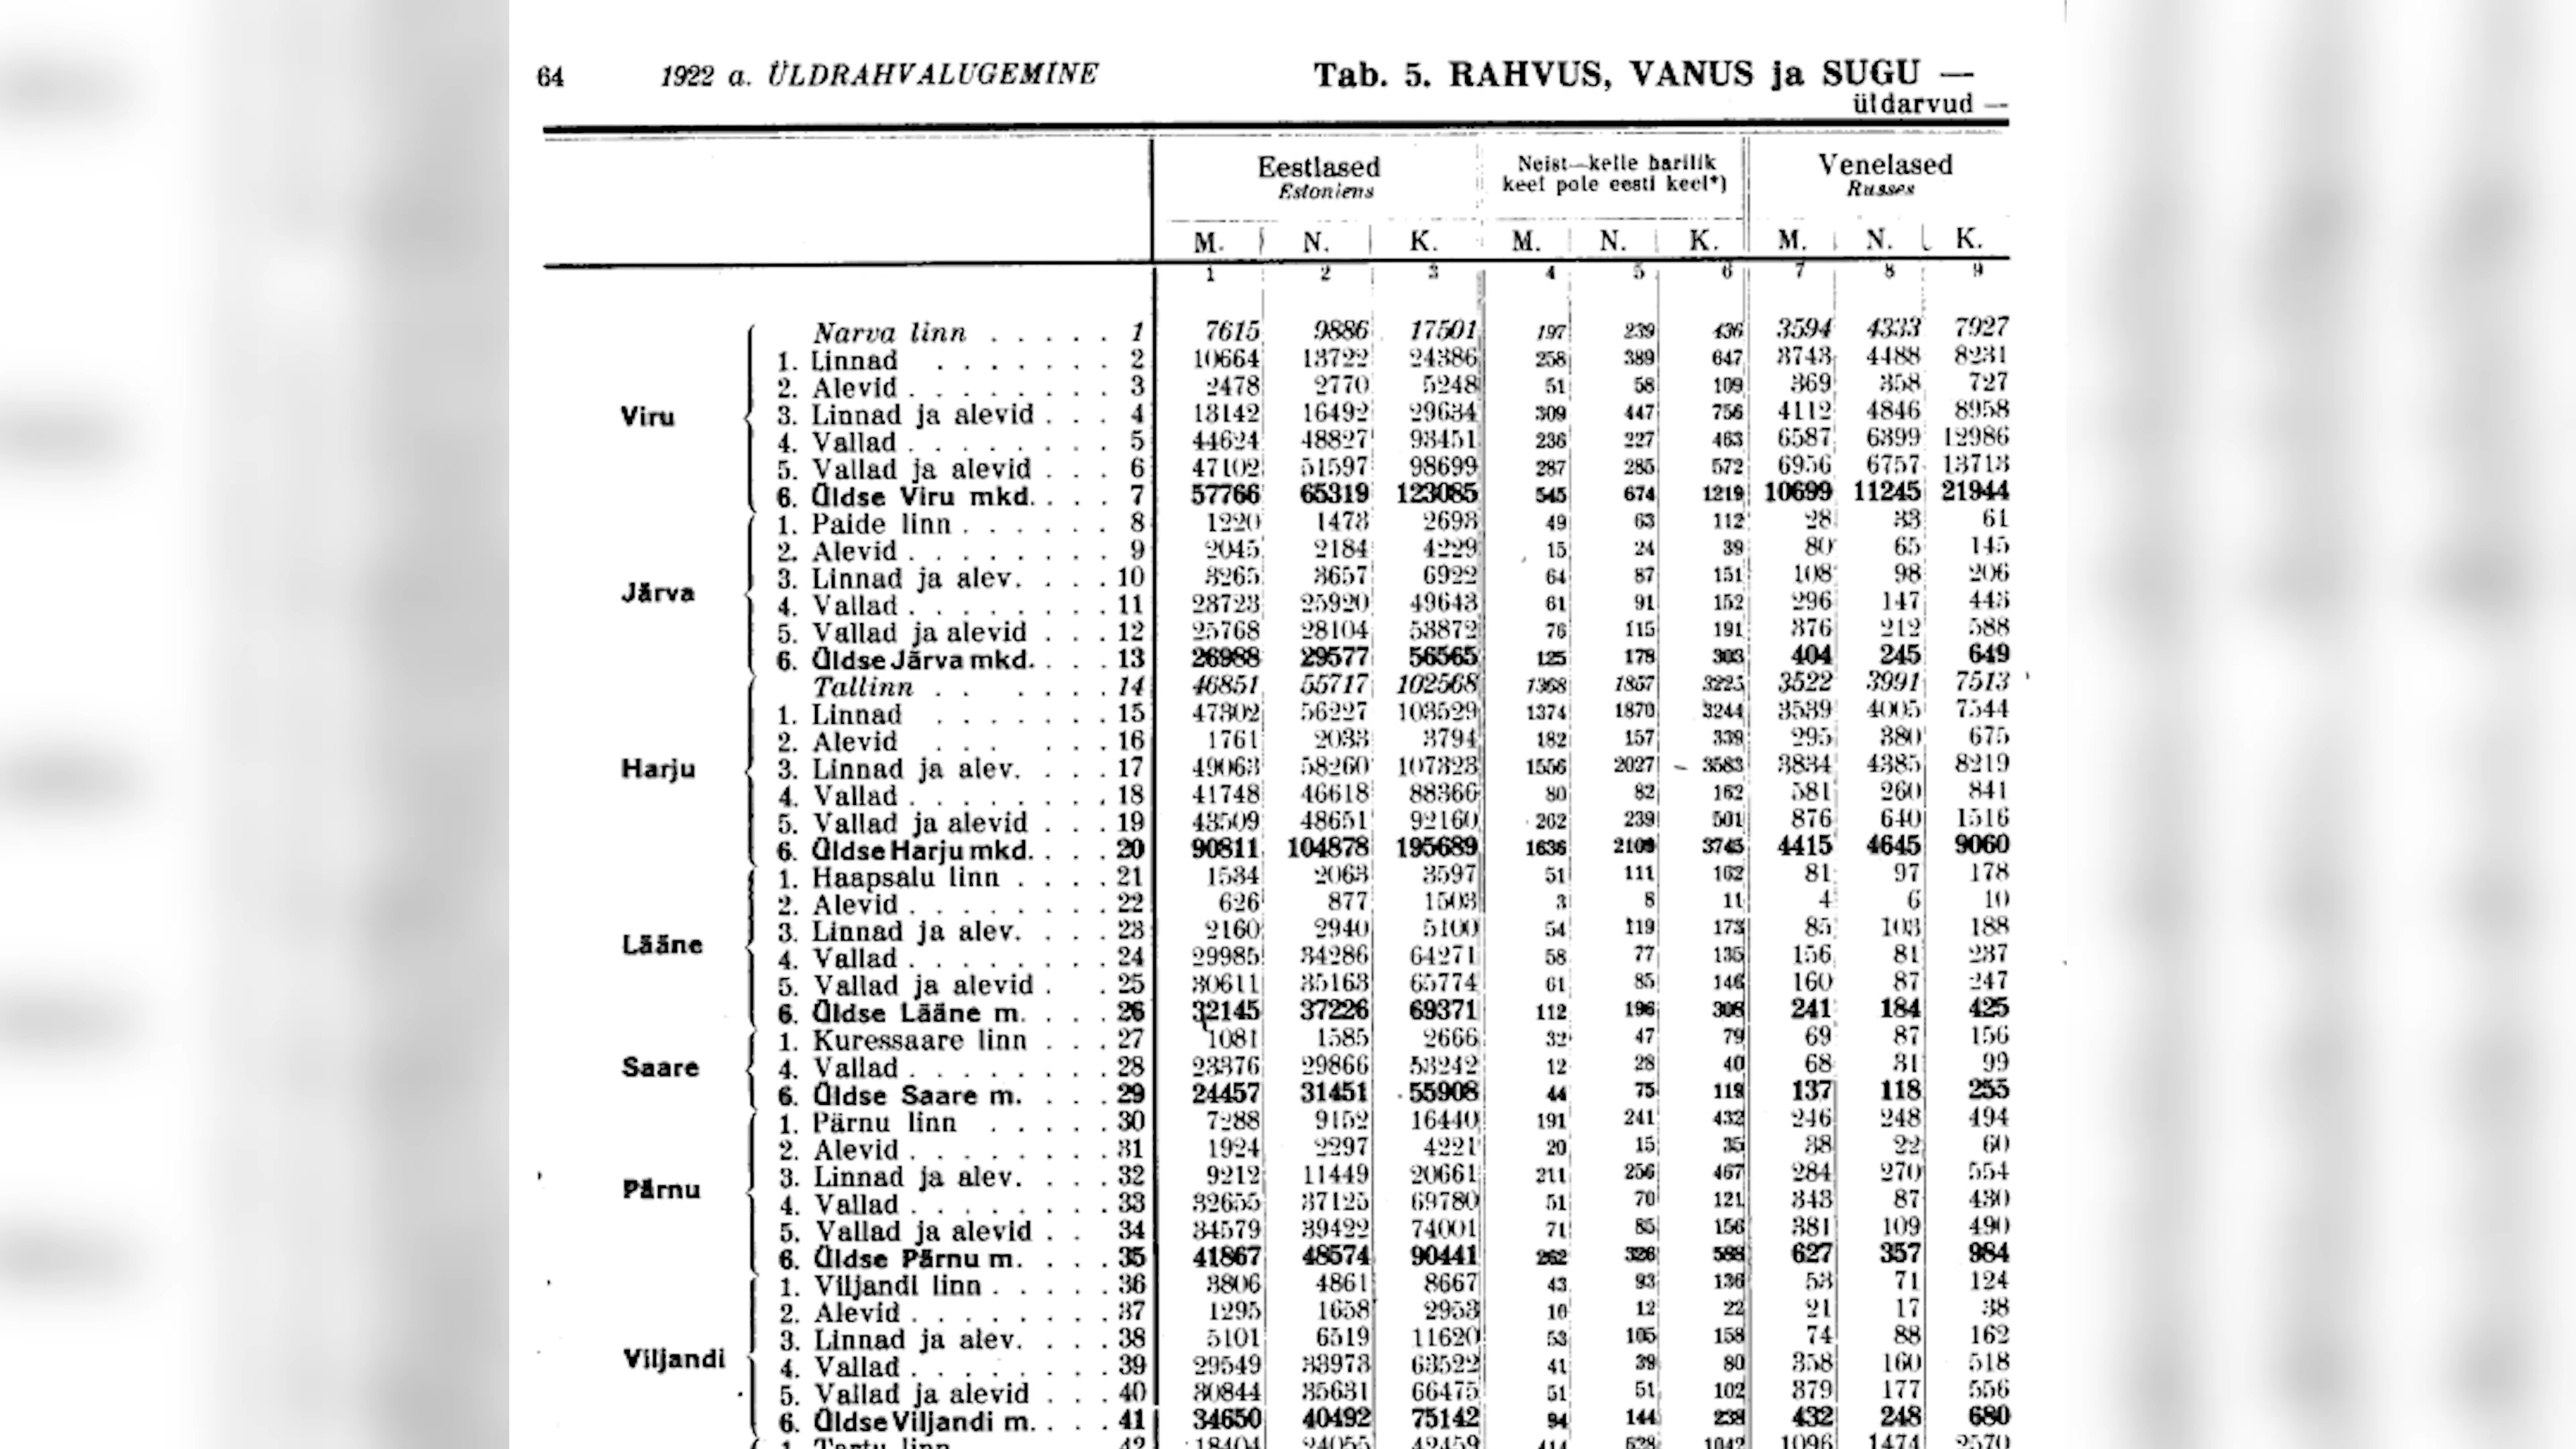 64 1922 a. ÜLDRAHVALUGEMINE Tab. 5. RAHVUS, VANUS ja SUGU —
üldarvud —
Eestlased Neist—kelle harilik Venelased
Estoniens keel pole eesti keel*) Russes
M. N. K. M. N. K. M. N. K.
1 2 3 4 5 6 7 8 9
Narva linn . . . . . 1 7615 9886 17501 197 239 436 3594 4333 7927
1. Linnad . . . . . . . 2 10664 13722 24386 258 389 647 3743 4488 8231
2. Alevid . . . . . . . . 3 2478 2770 5248 51 58 109 369 358 727
Viru 3. Linnad ja alevid . . . 4 13142 16492 29634 309 447 756 4112 4846 8958
4. Vallad . . . . . . . . 5 44624 48827 93451 236 227 463 6587 6399 12986
5. Vallad ja alevid . . . 6 47102 51597 98699 287 285 572 6956 6757 13713
6. Üldse Viru mkd. . . . 7 57766 65319 123085 545 674 1219 10699 11245 21944
1. Paide linn . . . . . . 8 1220 1473 2693 49 63 112 28 33 61
2. Alevid . . . . . . . . 9 2045 2184 4229 15 24 39 80 65 145
3. Linnad ja alev. . . . 10 3265 3657 6922 64 87 151 108 98 206
Järva 4. Vallad . . . . . . . . 11 23723 25920 49643 61 91 152 296 147 443
5. Vallad ja alevid . . . 12 25768 28104 53872 76 115 191 376 212 588
6. Üldse Järva mkd. . . . 13 26988 29577 56565 125 178 303 404 245 649
Tallinn . . . . . . 14 46851 55717 102568 1368 1857 3225 3522 3991 7513
1. Linnad . . . . . . . 15 47302 56227 103529 1374 1870 3244 3539 4005 7544
2. Alevid . . . . . . 16 1761 2033 3794 182 157 339 295 380 675
Harju 3. Linnad ja alev. . . . 17 49063 58260 107323 1556 2027 3583 3834 4385 8219
4. Vallad . . . . . . . . 18 41748 46618 88366 80 82 162 581 260 841
5. Vallad ja alevid . . . 19 43509 48651 92160 262 239 501 876 640 1516
6. Üldse Harju mkd. . . . 20 90811 104878 195689 1636 2109 3745 4415 4645 9060
1. Haapsalu linn . . . . 21 1534 2063 3597 51 111 162 81 97 178
2. Alevid . . . . . . . . 22 626 877 1503 3 8 11 4 6 10
3. Linnad ja alev. . . . 23 2160 2940 5100 54 119 173 85 103 188
Lääne 4. Vallad . . . . . . . . 24 29985 34286 64271 58 77 135 156 81 237
5. Vallad ja alevid . . 25 30611 35163 65774 61 85 146 160 87 247
6. Üldse Lääne m. . . . 26 32145 37226 69371 112 196 308 241 184 425
1. Kuressaare linn . . . 27 1081 1585 2666 32 47 79 69 87 156
Saare 4. Vallad . . . . . . . . 28 23376 29866 53242 12 28 40 68 31 99
6. Üldse Saare m. . . . 29 24457 31451 55908 44 75 119 137 118 255
1. Pärnu linn . . . . . 30 7288 9152 16440 191 241 432 246 248 494
2. Alevid . . . . . . . . 31 1924 2297 4221 20 15 35 38 22 60
3. Linnad ja alev. . . . 32 9212 11449 20661 211 256 467 284 270 554
Pärnu 4. Vallad . . . . . . . . 33 32655 37125 69780 51 70 121 343 87 430
5. Vallad ja alevid . . 34 34579 39422 74001 71 85 156 381 109 490
6. Üldse Pärnu m. . . . 35 41867 48574 90441 262 326 588 627 357 984
1. Viljandi linn . . . . . 36 3806 4861 8667 43 93 136 53 71 124
2. Alevid . . . . . . . . 37 1295 1658 2953 10 12 22 21 17 38
3. Linnad ja alev. . . . 38 5101 6519 11620 53 105 158 74 88 162
Viljandi 4. Vallad . . . . . . . . 39 29549 33973 63522 41 39 80 358 160 518
5. Vallad ja alevid . . . 40 30844 35631 66475 51 51 102 379 177 556
6. Üldse Viljandi m. . . . 41 34650 40492 75142 94 144 238 432 248 680
1. Tartu linn 42 18404 24055 42459 414 628 1042 1096 1474 2570